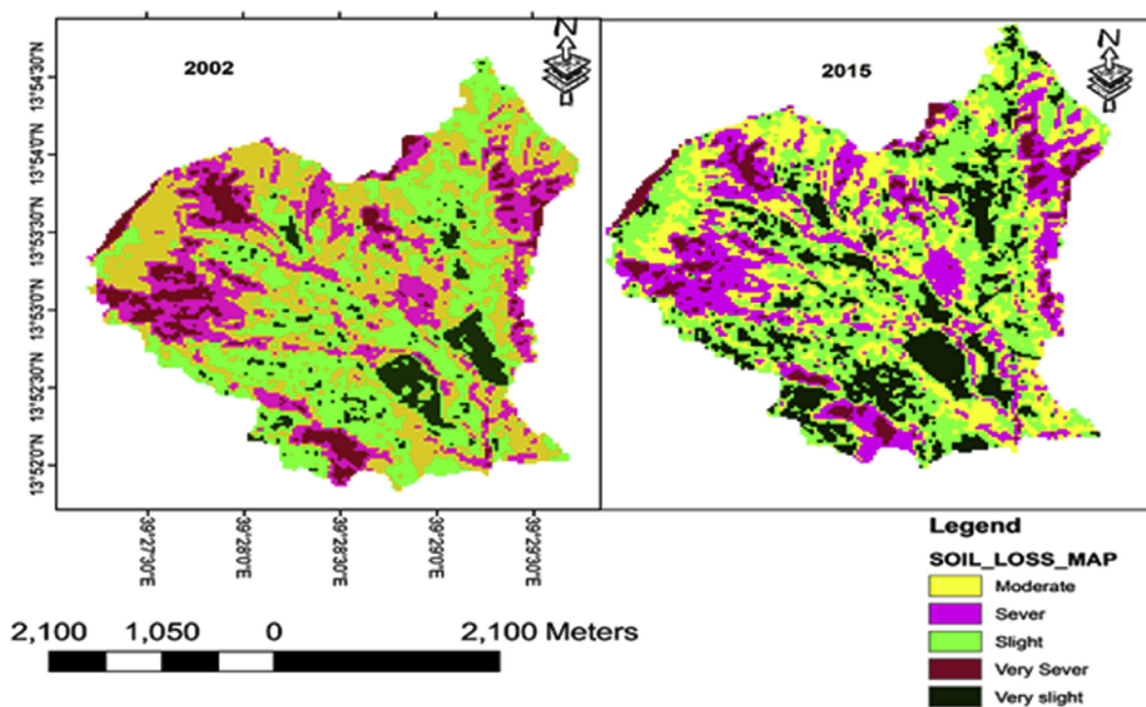 2002
N
2015
N
13°54'30"N
13°54'0"N
13°53'30"N
13°53'0"N
13°52'30"N
13°52'0"N
39°27'30"E
39°28'0"E
39°28'30"E
39°29'0"E
39°29'30"E
2,100 1,050 0 2,100 Meters
Legend
SOIL_LOSS_MAP
Moderate
Sever
Slight
Very Sever
Very slight